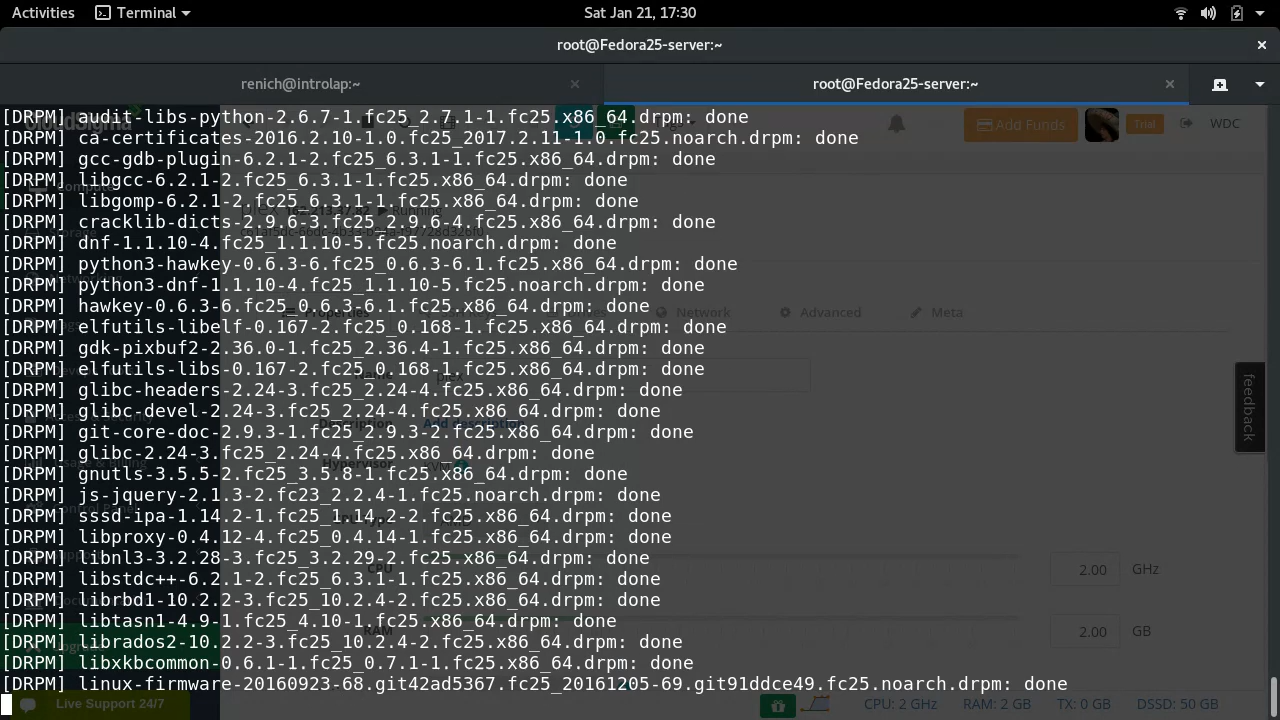 Activities Terminal Sat Jan 21, 17:30
root@Fedora25-server:~
renich@introlap:~ root@Fedora25-server:~
[DRPM] audit-libs-python-2.6.7-1.fc25_2.7.1-1.fc25.x86_64.drpm: done
[DRPM] ca-certificates-2016.2.10-1.0.fc25_2017.2.11-1.0.fc25.noarch.drpm: done
[DRPM] gcc-gdb-plugin-6.2.1-2.fc25_6.3.1-1.fc25.x86_64.drpm: done
[DRPM] libgcc-6.2.1-2.fc25_6.3.1-1.fc25.x86_64.drpm: done
[DRPM] libgomp-6.2.1-2.fc25_6.3.1-1.fc25.x86_64.drpm: done
[DRPM] cracklib-dicts-2.9.6-3.fc25_2.9.6-4.fc25.x86_64.drpm: done
[DRPM] dnf-1.1.10-4.fc25_1.1.10-5.fc25.noarch.drpm: done
[DRPM] python3-hawkey-0.6.3-6.fc25_0.6.3-6.1.fc25.x86_64.drpm: done
[DRPM] python3-dnf-1.1.10-4.fc25_1.1.10-5.fc25.noarch.drpm: done
[DRPM] hawkey-0.6.3-6.fc25_0.6.3-6.1.fc25.x86_64.drpm: done
[DRPM] elfutils-libelf-0.167-2.fc25_0.168-1.fc25.x86_64.drpm: done
[DRPM] gdk-pixbuf2-2.36.0-1.fc25_2.36.4-1.fc25.x86_64.drpm: done
[DRPM] elfutils-libs-0.167-2.fc25_0.168-1.fc25.x86_64.drpm: done
[DRPM] glibc-headers-2.24-3.fc25_2.24-4.fc25.x86_64.drpm: done
[DRPM] glibc-devel-2.24-3.fc25_2.24-4.fc25.x86_64.drpm: done
[DRPM] git-core-doc-2.9.3-1.fc25_2.9.3-2.fc25.x86_64.drpm: done
[DRPM] glibc-2.24-3.fc25_2.24-4.fc25.x86_64.drpm: done
[DRPM] gnutls-3.5.5-2.fc25_3.5.8-1.fc25.x86_64.drpm: done
[DRPM] js-jquery-2.1.3-2.fc23_2.2.4-1.fc25.noarch.drpm: done
[DRPM] sssd-ipa-1.14.2-1.fc25_1.14.2-2.fc25.x86_64.drpm: done
[DRPM] libproxy-0.4.12-4.fc25_0.4.14-1.fc25.x86_64.drpm: done
[DRPM] libnl3-3.2.28-3.fc25_3.2.29-2.fc25.x86_64.drpm: done
[DRPM] libstdc++-6.2.1-2.fc25_6.3.1-1.fc25.x86_64.drpm: done
[DRPM] librbd1-10.2.2-3.fc25_10.2.4-2.fc25.x86_64.drpm: done
[DRPM] libtasn1-4.9-1.fc25_4.10-1.fc25.x86_64.drpm: done
[DRPM] librados2-10.2.2-3.fc25_10.2.4-2.fc25.x86_64.drpm: done
[DRPM] libxkbcommon-0.6.1-1.fc25_0.7.1-1.fc25.x86_64.drpm: done
[DRPM] linux-firmware-20160923-68.git42ad5367.fc25_20161205-69.git91ddce49.fc25.noarch.drpm: done
Add Funds Trial WDC
Running
Properties Drives Network Advanced Meta
Name
Add description
Hypervisor KVM
CPU 2.00 GHz
RAM 2.00 GB
feedback
Live Support 24/7 CPU: 2 GHz RAM: 2 GB TX: 0 GB DSSD: 50 GB